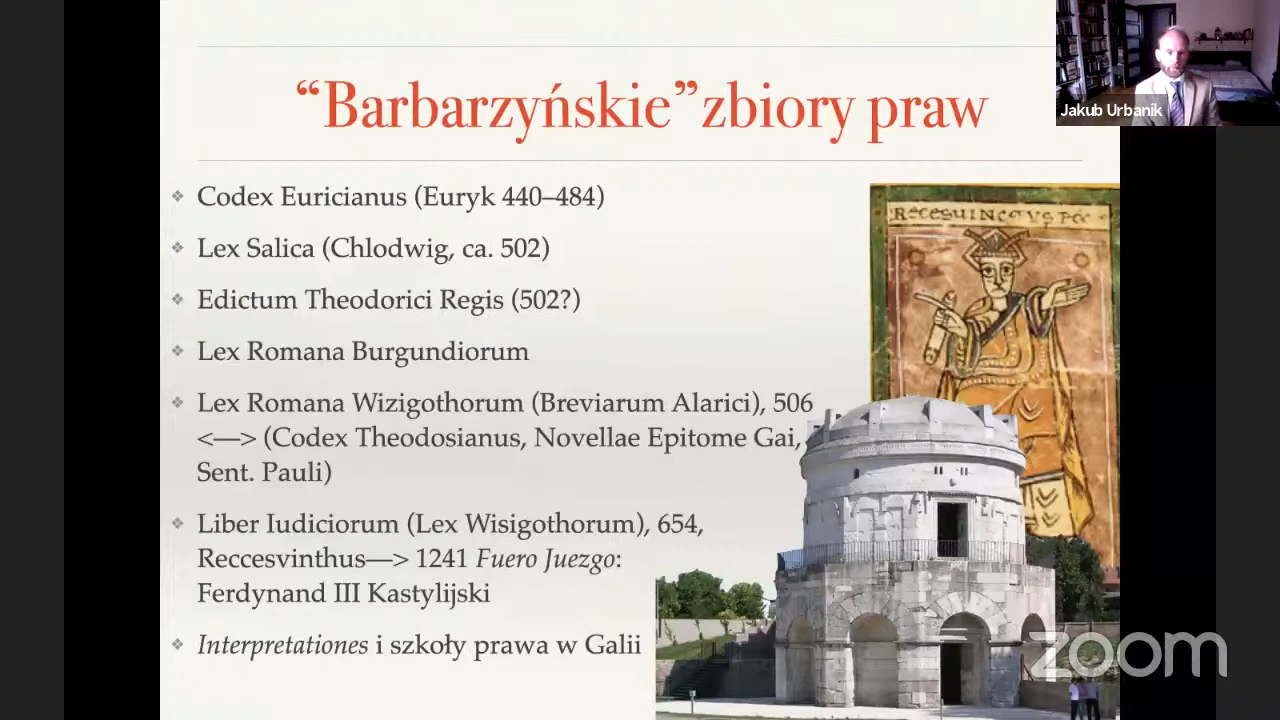 “Barbarzyńskie”zbiory praw
Jakub Urbanik
Codex Euricianus (Euryk 440–484)
Lex Salica (Chlodwig, ca. 502)
Edictum Theodorici Regis (502?)
Lex Romana Burgundiorum
Lex Romana Wizigothorum (Breviarum Alarici), 506
<—> (Codex Theodosianus, Novellae Epitome Gai,
Sent. Pauli)
Liber Iudiciorum (Lex Wisigothorum), 654,
Reccesvinthus—> 1241 Fuero Juezgo:
Ferdynand III Kastylijski
Interpretationes i szkoły prawa w Galii
zoom